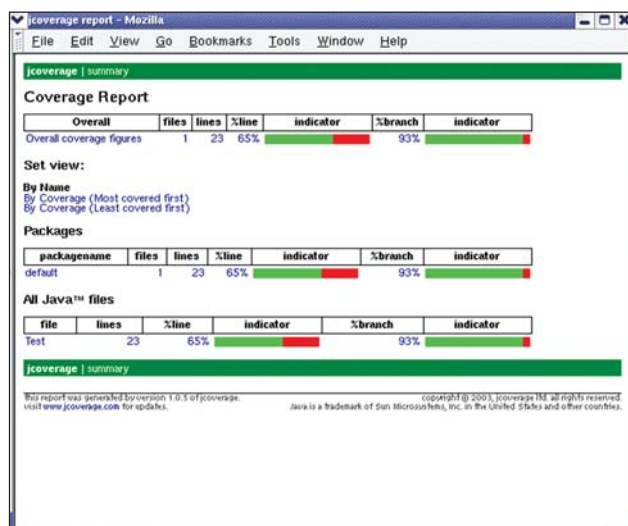 jcoverage report – Mozilla
File Edit View Go Bookmarks Tools Window Help
jcoverage | summary
Coverage Report
Overall files lines %line indicator %branch indicator
Overall coverage figures 1 23 65% 93%
Set view:
By Name
By Coverage (Most covered first)
By Coverage (Least covered first)
Packages
packagename files lines %line indicator %branch indicator
default 1 23 65% 93%
All Java™ files
file lines %line indicator %branch indicator
Test 23 65% 93%
jcoverage | summary
This report was generated by version 1.0.5 of jcoverage. copyright © 2003, jcoverage ltd. all rights reserved.
visit www.jcoverage.com for updates. Java is a trademark of Sun Microsystems, Inc. in the United States and other countries.